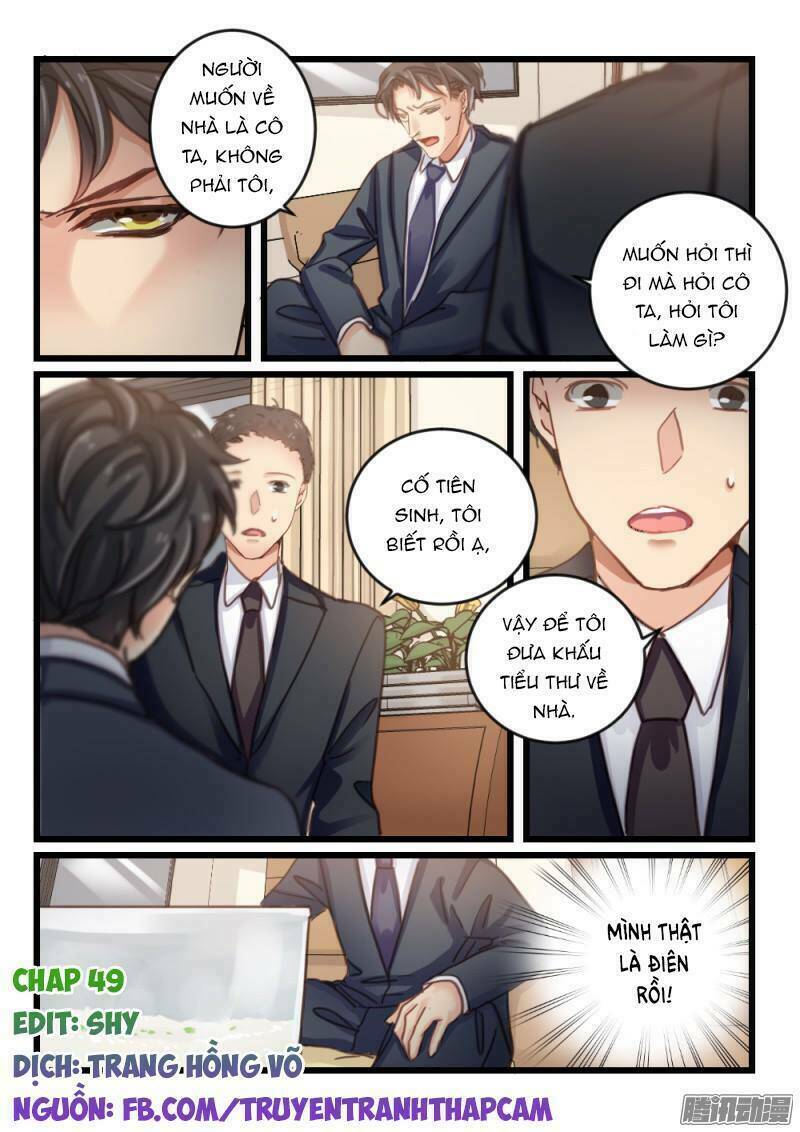 NGƯỜI
MUỐN VỀ
NHÀ LÀ CÔ
TA, KHÔNG
PHẢI TÔI,
MUỐN HỎI THÌ
ĐI MÀ HỎI CÔ
TA, HỎI TÔI
LÀM GÌ?
CỐ TIÊN
SINH, TÔI
BIẾT RỒI Ạ,
VẬY ĐỂ TÔI
ĐƯA KHẤU
TIỂU THƯ VỀ
NHÀ.
MÌNH THẬT
LÀ ĐIÊN
RỒI!
CHAP 49
EDIT: SHY
DỊCH: TRANG HỒNG VÕ
NGUỒN: FB.COM/TRUYENTRANHTHAPCAM
腾讯动漫